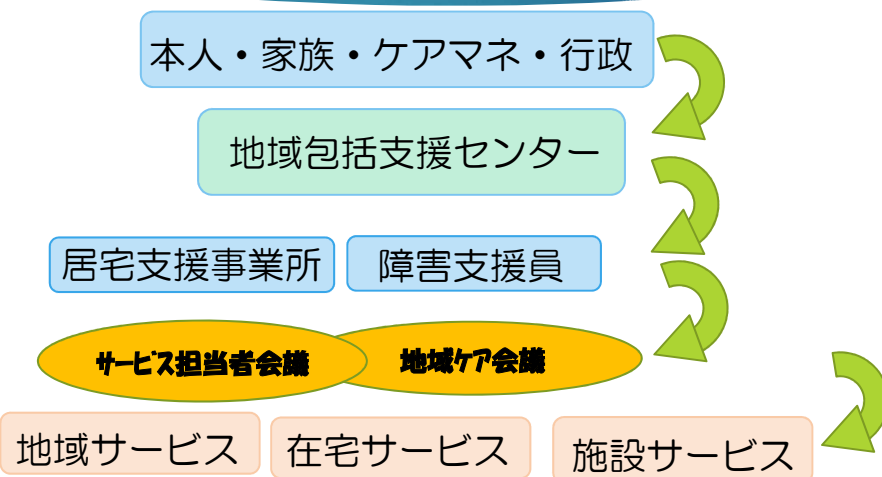 本人・家族・ケアマネ・行政
地域包括支援センター
居宅支援事業所
障害支援員
サービス担当者会議
地域ケア会議
地域サービス
在宅サービス
施設サービス